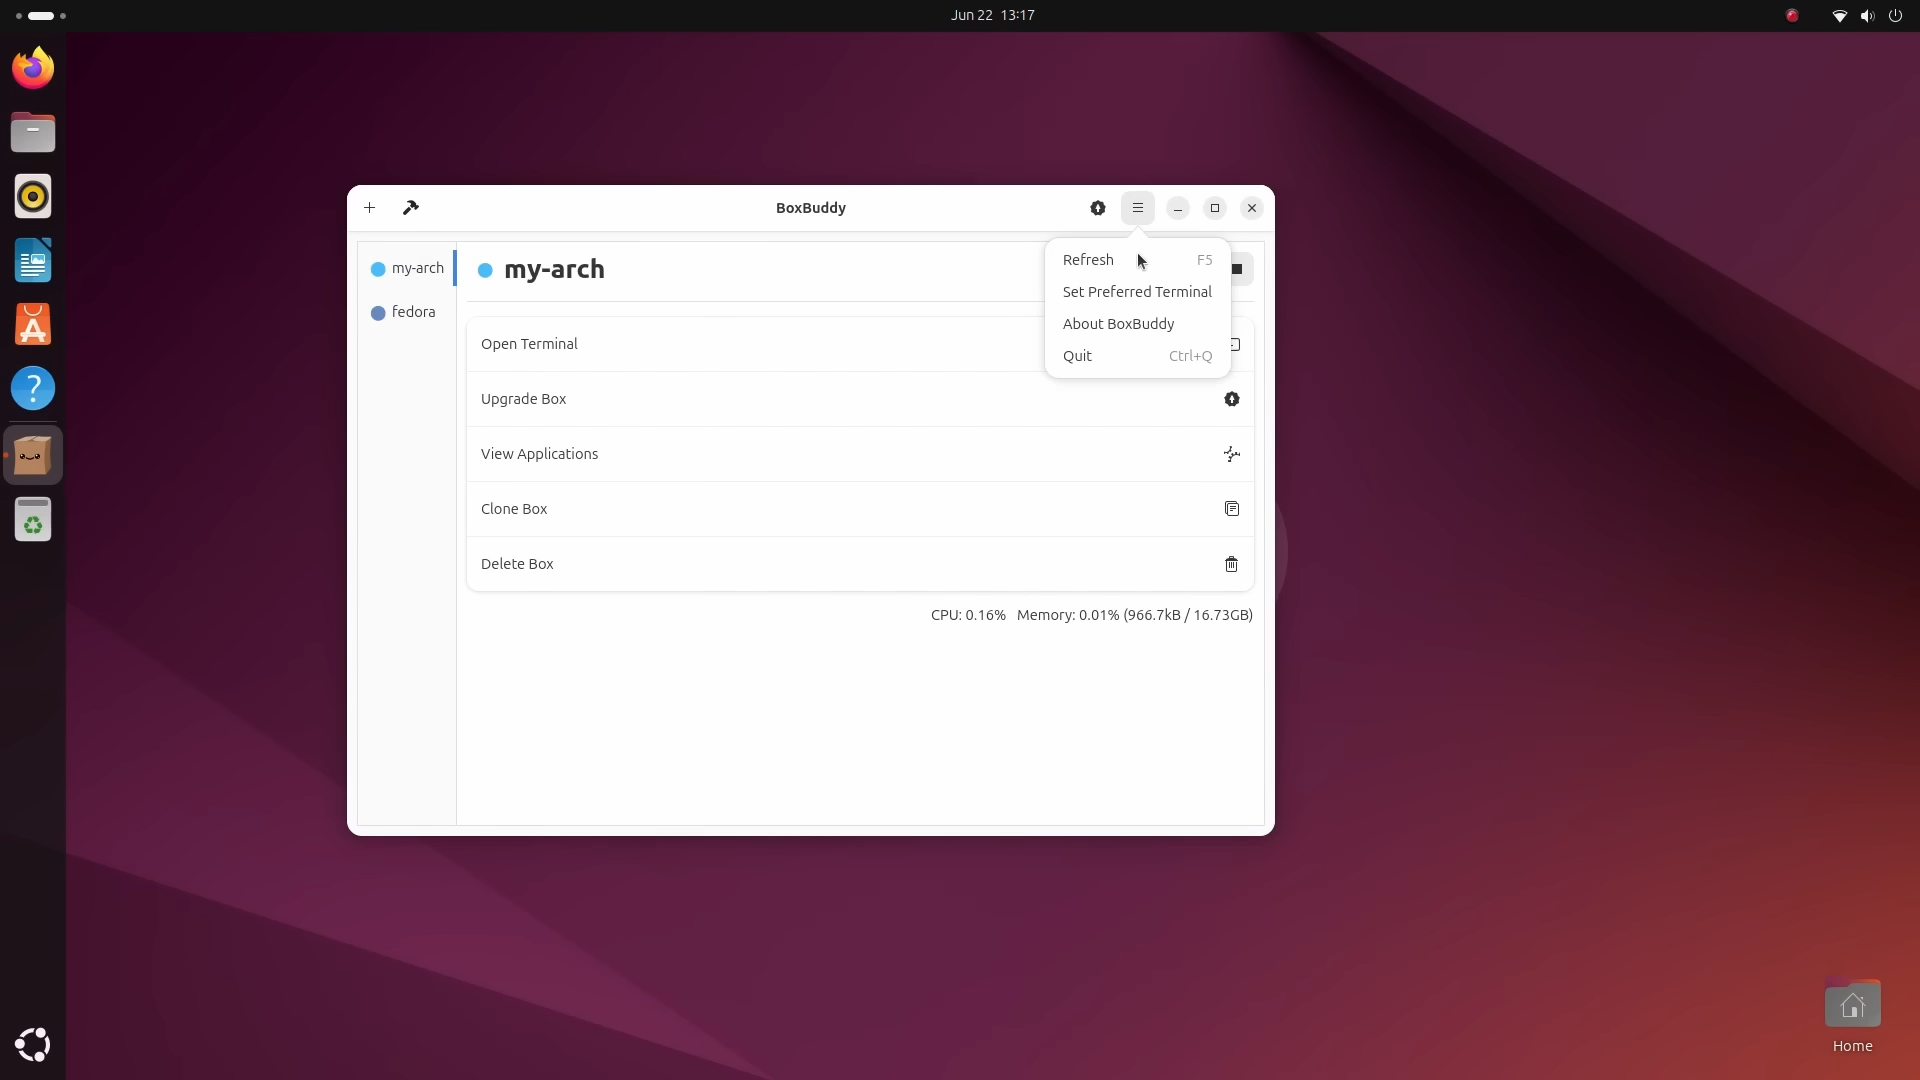 Jun 22 13:17
BoxBuddy
my-arch
fedora
my-arch
Refresh F5
Set Preferred Terminal
About BoxBuddy
Quit Ctrl+Q
Open Terminal
Upgrade Box
View Applications
Clone Box
Delete Box
CPU: 0.16% Memory: 0.01% (966.7kB / 16.73GB)
Home